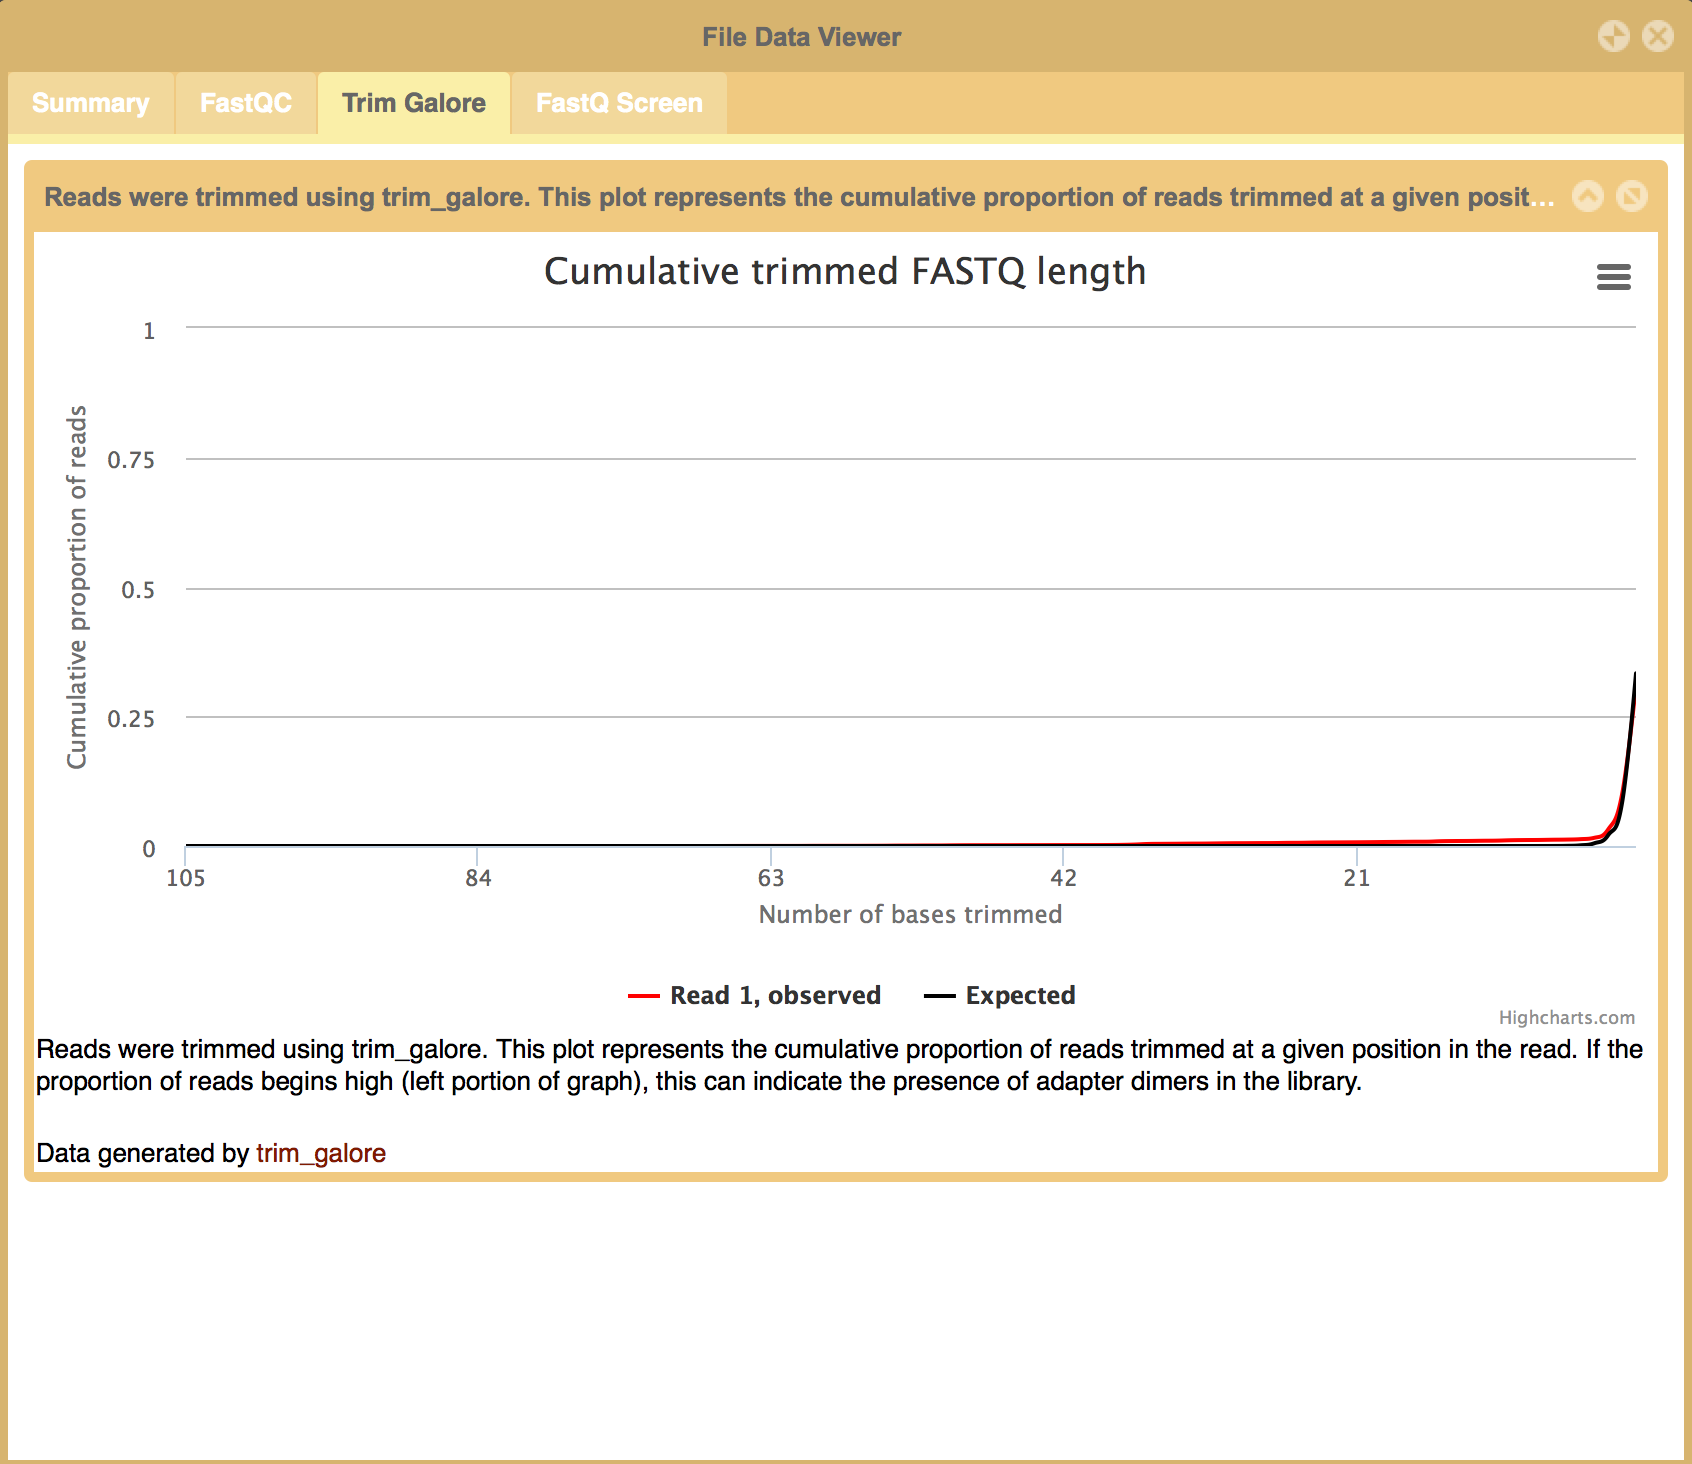 File Data Viewer
Summary
FastQC
Trim Galore
FastQ Screen
Reads were trimmed using trim_galore. This plot represents the cumulative proportion of reads trimmed at a given posit...
Cumulative trimmed FASTQ length
Cumulative proportion of reads
1
0.75
0.5
0.25
0
105
84
63
42
21
Number of bases trimmed
Read 1, observed
Expected
Highcharts.com
Reads were trimmed using trim_galore. This plot represents the cumulative proportion of reads trimmed at a given position in the read. If the
proportion of reads begins high (left portion of graph), this can indicate the presence of adapter dimers in the library.
Data generated by trim_galore